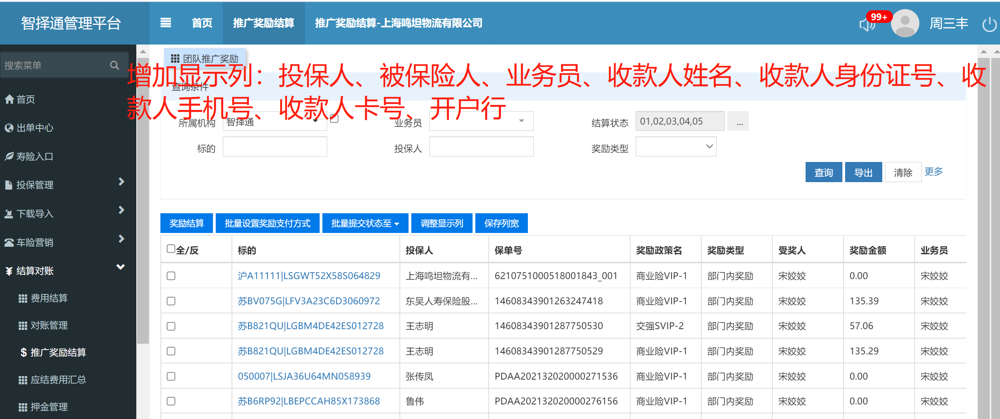 智择通管理平台
首页
推广奖励结算
推广奖励结算-上海鸣坦物流有限公司
99+
周三丰
搜索菜单
首页
出单中心
寿险入口
投保管理
下载导入
车险营销
结算对账
费用结算
对账管理
推广奖励结算
应结费用汇总
押金管理
团队推广奖励
增加显示列：投保人、被保险人、业务员、收款人姓名、收款人身份证号、收
款人手机号、收款人卡号、开户行
查询条件
所属机构 智择通 业务员 结算状态 01,02,03,04,05 ...
标的 投保人 奖励类型
查询 导出 清除 更多
奖励结算 批量设置奖励支付方式 批量提交状态至 调整显示列 保存列宽
全/反 标的 投保人 保单号 奖励政策名 奖励类型 受奖人 奖励金额 业务员
沪A11111|LSGWT52X58S064829 上海鸣坦物流有... 6210751000518001843_001 商业险VIP-1 部门内奖励 宋姣姣 0.00 宋姣姣
苏BV075G|LFV3A23C6D3060972 东吴人寿保险股... 14608343901263247418 商业险VIP-1 部门内奖励 宋姣姣 135.39 宋姣姣
苏B821QU|LGBM4DE42ES012728 王志明 14608343901287750530 交强SVIP-2 部门内奖励 宋姣姣 57.06 宋姣姣
苏B821QU|LGBM4DE42ES012728 王志明 14608343901287750529 商业险VIP-1 部门内奖励 宋姣姣 135.29 宋姣姣
050007|LSJA36U64MN058939 张传凤 PDAA202132020000271536 商业险VIP-1 部门内奖励 宋姣姣 0.00 宋姣姣
苏B6RP92|LBEPCCAH85X173868 鲁伟 PDAA202132020000276156 商业险VIP-1 部门内奖励 宋姣姣 0.00 宋姣姣